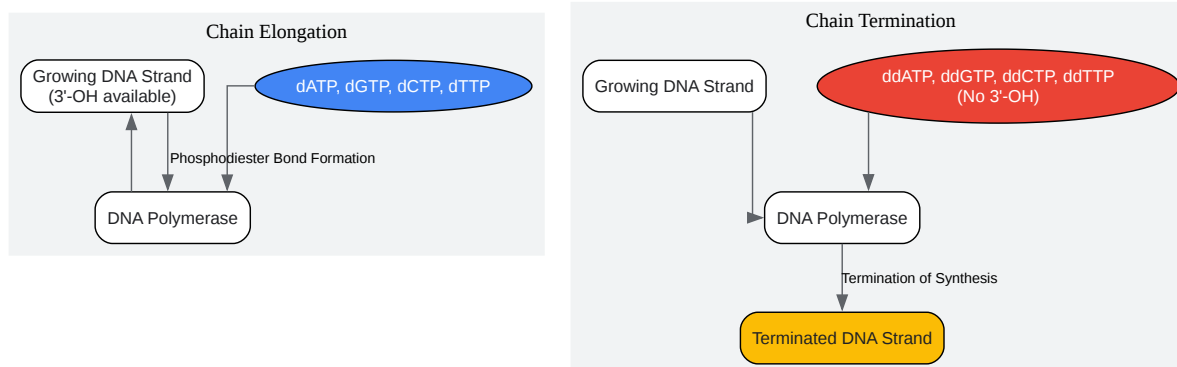 Chain Elongation
Growing DNA Strand
(3'-OH available)
dATP, dGTP, dCTP, dTTP
Phosphodiester Bond Formation
DNA Polymerase
Chain Termination
Growing DNA Strand
ddATP, ddGTP, ddCTP, ddTTP
(No 3'-OH)
DNA Polymerase
Termination of Synthesis
Terminated DNA Strand